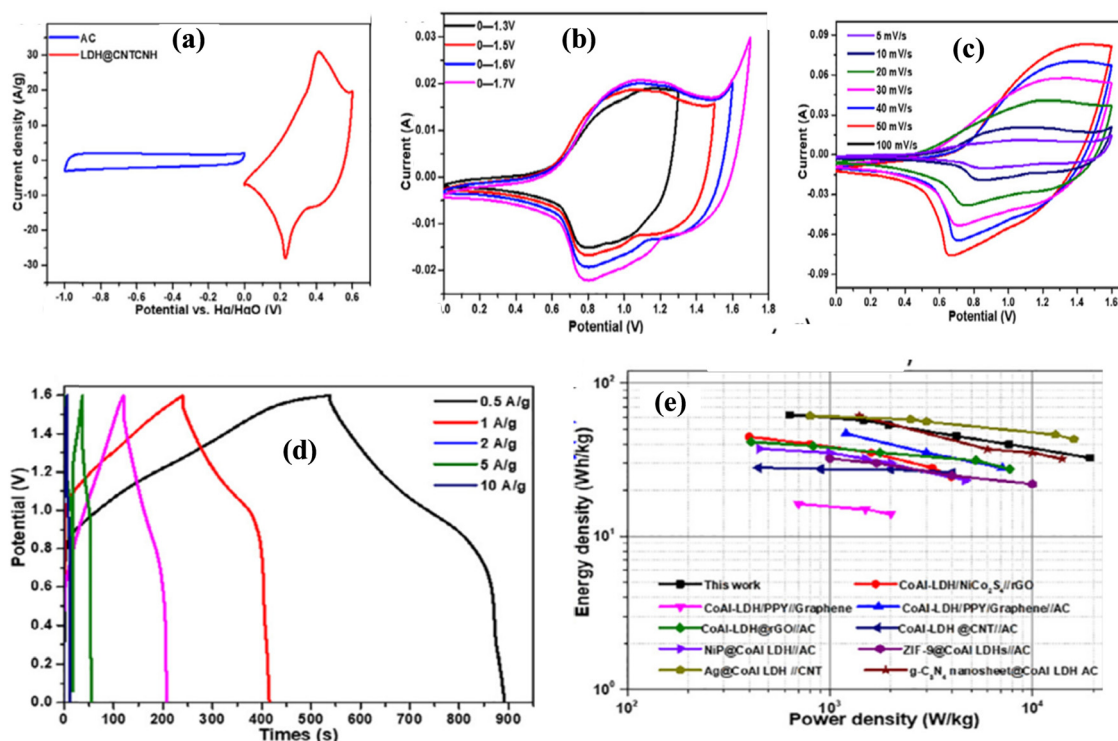 (a)
AC
LDH@CNTCNH
Current density (A/g)
30
20
10
0
-10
-20
-30
-1.0 -0.8 -0.6 -0.4 -0.2 0.0 0.2 0.4 0.6
Potential vs. Hg/HgO (V)
(b)
0—1.3V
0—1.5V
0—1.6V
0—1.7V
Current (A)
0.03
0.02
0.01
0.00
-0.01
-0.02
0.0 0.2 0.4 0.6 0.8 1.0 1.2 1.4 1.6 1.8
Potential (V)
(c)
5 mV/s
10 mV/s
20 mV/s
30 mV/s
40 mV/s
50 mV/s
100 mV/s
Current (A)
0.09
0.06
0.03
0.00
-0.03
-0.06
-0.09
0.0 0.2 0.4 0.6 0.8 1.0 1.2 1.4 1.6
Potential (V)
(d)
0.5 A/g
1 A/g
2 A/g
5 A/g
10 A/g
Potential (V)
1.6
1.4
1.2
1.0
0.8
0.6
0.4
0.2
0.0
0 100 200 300 400 500 600 700 800 900
Times (s)
(e)
Energy density (Wh/kg)
10²
10¹
10⁰
This work
CoAl-LDH/NiCo₂S₄//rGO
CoAl-LDH/PPY//Graphene
CoAl-LDH/PPY/Graphene//AC
CoAl-LDH@rGO//AC
CoAl-LDH @CNT//AC
NiP@CoAl LDH//AC
ZIF-9@CoAl LDHs//AC
Ag@CoAl LDH //CNT
g-C₃N₄ nanosheet@CoAl LDH AC
10² 10³ 10⁴
Power density (W/kg)